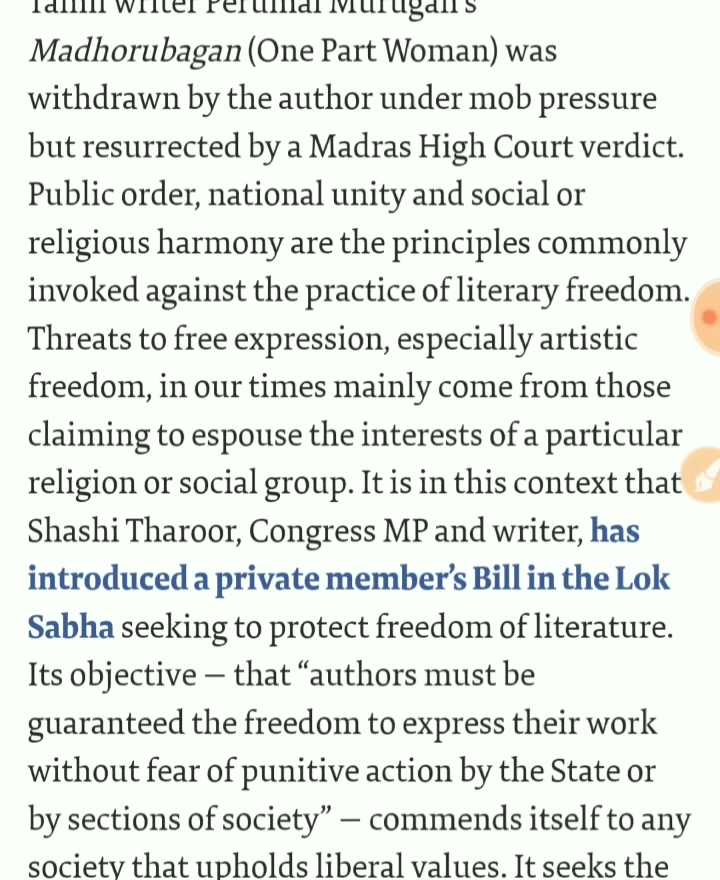 Tamil writer Perumal Murugan's
Madhorubagan (One Part Woman) was
withdrawn by the author under mob pressure
but resurrected by a Madras High Court verdict.
Public order, national unity and social or
religious harmony are the principles commonly
invoked against the practice of literary freedom.
Threats to free expression, especially artistic
freedom, in our times mainly come from those
claiming to espouse the interests of a particular
religion or social group. It is in this context that
Shashi Tharoor, Congress MP and writer, has
introduced a private member’s Bill in the Lok
Sabha seeking to protect freedom of literature.
Its objective — that “authors must be
guaranteed the freedom to express their work
without fear of punitive action by the State or
by sections of society” — commends itself to any
society that upholds liberal values. It seeks the